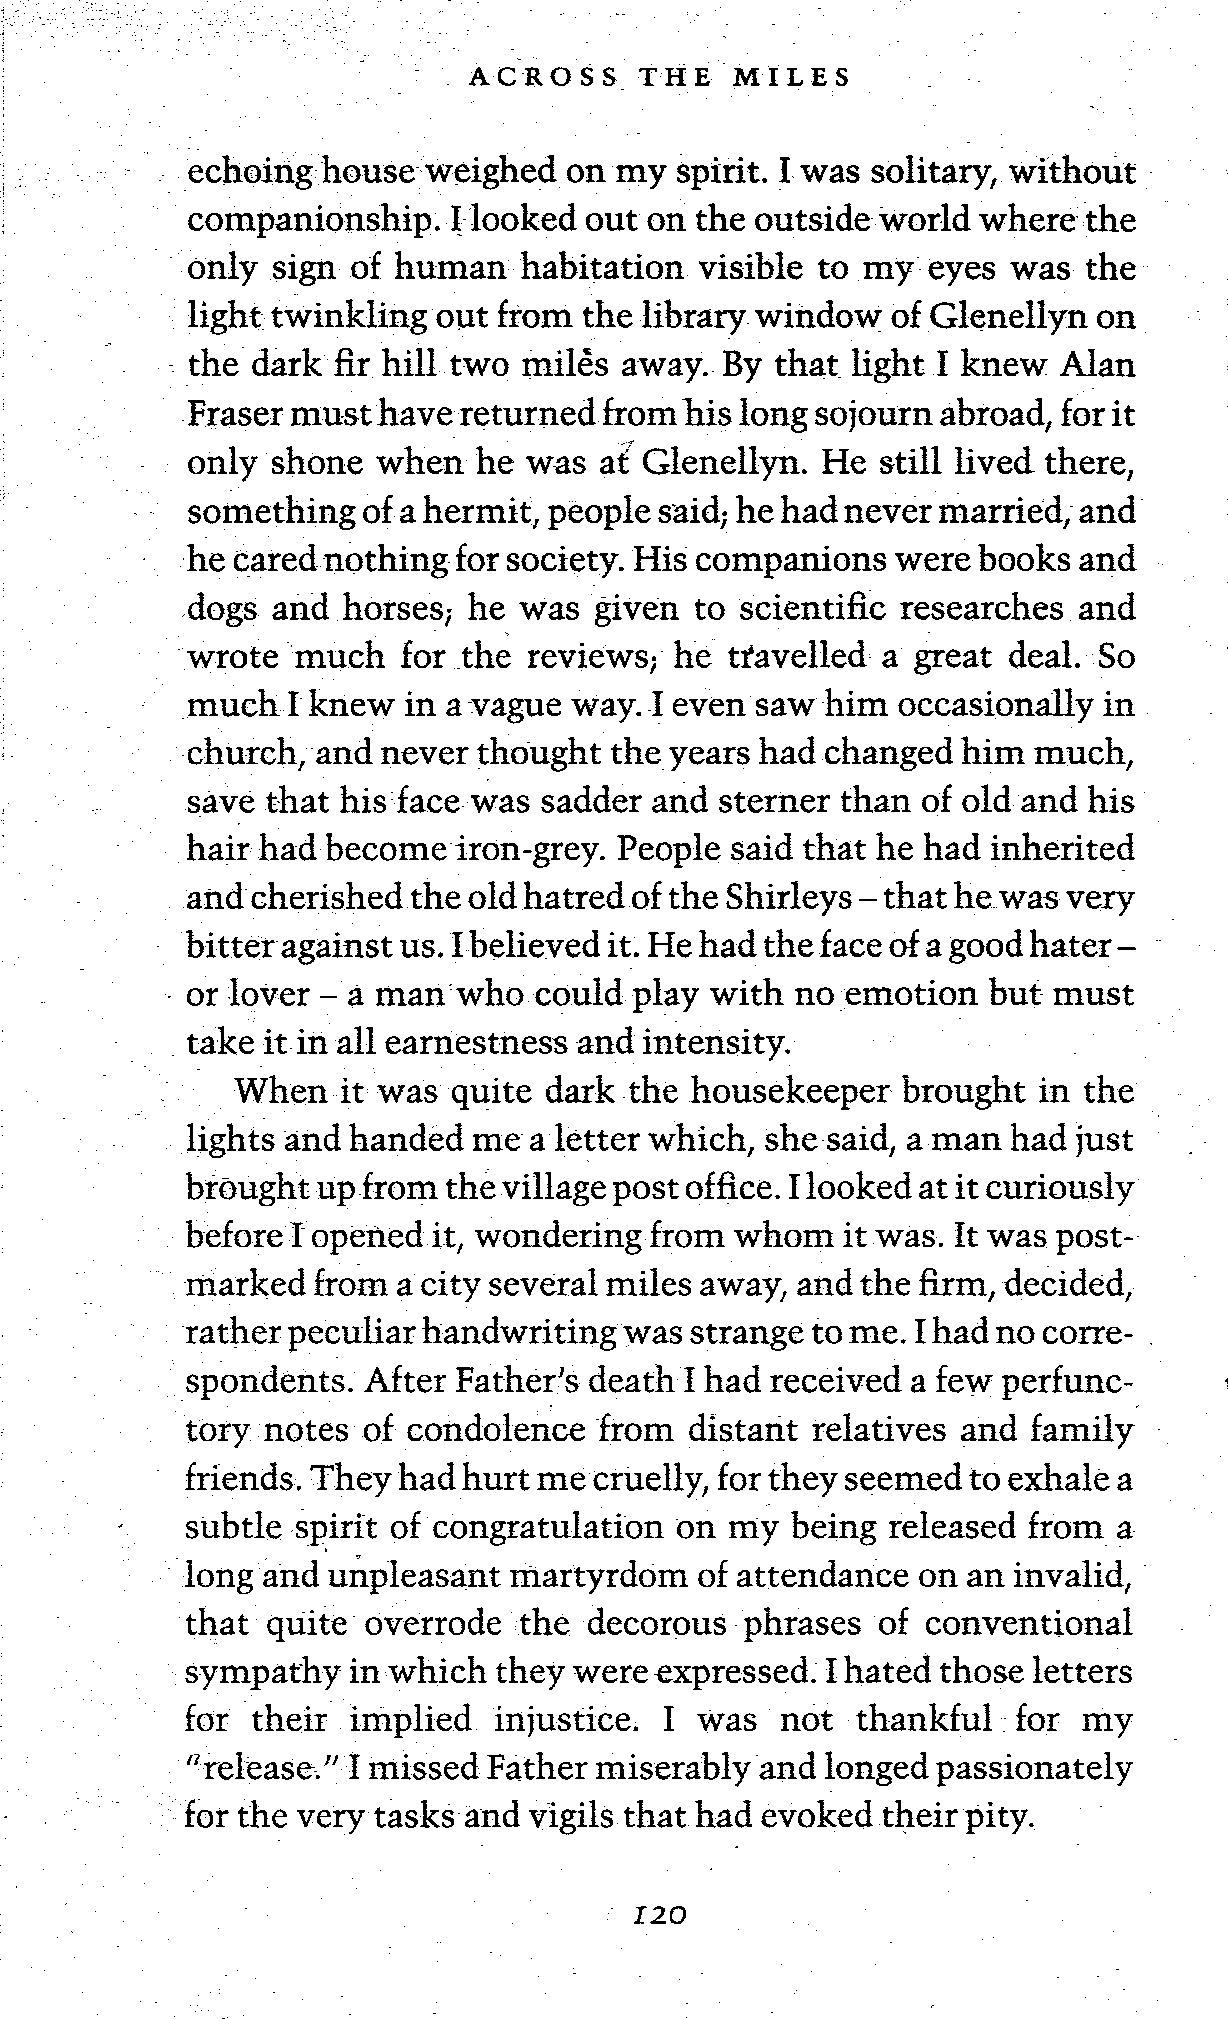 ACROSS THE MILES
echoing house weighed on my spirit. I was solitary, without
companionship. I looked out on the outside world where the
only sign of human habitation visible to my eyes was the
light twinkling out from the library window of Glenellyn on
the dark fir hill two miles away. By that light I knew Alan
Fraser must have returned from his long sojourn abroad, for it
only shone when he was at Glenellyn. He still lived there,
something of a hermit, people said; he had never married, and
he cared nothing for society. His companions were books and
dogs and horses; he was given to scientific researches and
wrote much for the reviews; he travelled a great deal. So
much I knew in a vague way. I even saw him occasionally in
church, and never thought the years had changed him much,
save that his face was sadder and sterner than of old and his
hair had become iron-grey. People said that he had inherited
and cherished the old hatred of the Shirleys – that he was very
bitter against us. I believed it. He had the face of a good hater –
or lover – a man who could play with no emotion but must
take it in all earnestness and intensity.
When it was quite dark the housekeeper brought in the
lights and handed me a letter which, she said, a man had just
brought up from the village post office. I looked at it curiously
before I opened it, wondering from whom it was. It was post-
marked from a city several miles away, and the firm, decided,
rather peculiar handwriting was strange to me. I had no corre-
spondents. After Father's death I had received a few perfunc-
tory notes of condolence from distant relatives and family
friends. They had hurt me cruelly, for they seemed to exhale a
subtle spirit of congratulation on my being released from a
long and unpleasant martyrdom of attendance on an invalid,
that quite overrode the decorous phrases of conventional
sympathy in which they were expressed. I hated those letters
for their implied injustice. I was not thankful for my
"release." I missed Father miserably and longed passionately
for the very tasks and vigils that had evoked their pity.
120